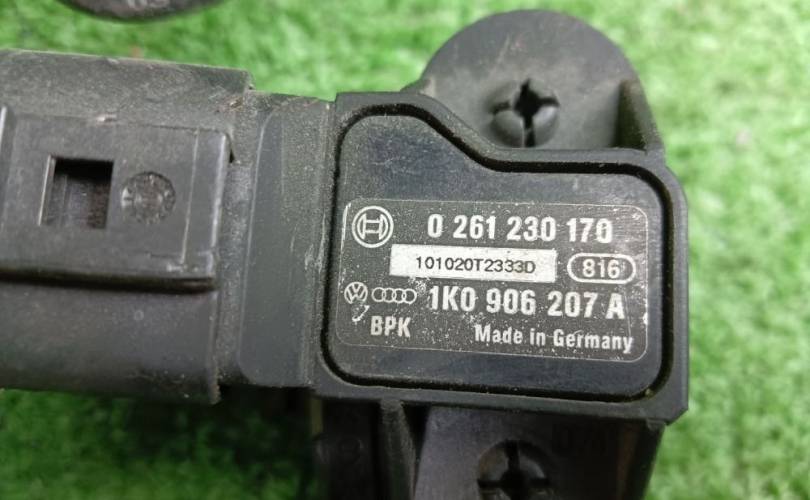 0 261 230 170
101020T2333D 816
1K0 906 207 A
BPK Made in Germany